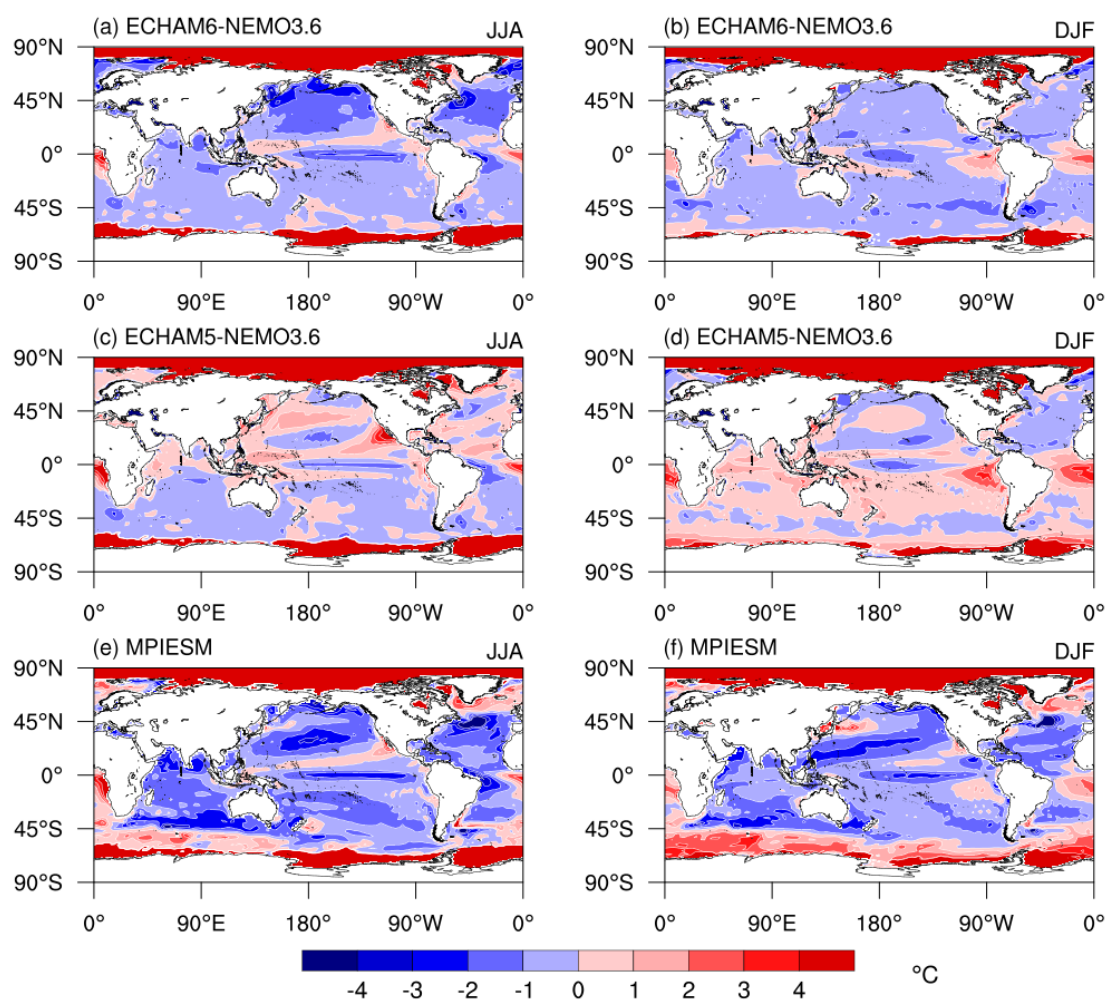 (a) ECHAM6-NEMO3.6 JJA
90°N
45°N
0°
45°S
90°S
0° 90°E 180° 90°W 0°
(b) ECHAM6-NEMO3.6 DJF
90°N
45°N
0°
45°S
90°S
0° 90°E 180° 90°W 0°
(c) ECHAM5-NEMO3.6 JJA
90°N
45°N
0°
45°S
90°S
0° 90°E 180° 90°W 0°
(d) ECHAM5-NEMO3.6 DJF
90°N
45°N
0°
45°S
90°S
0° 90°E 180° 90°W 0°
(e) MPIESM JJA
90°N
45°N
0°
45°S
90°S
0° 90°E 180° 90°W 0°
(f) MPIESM DJF
90°N
45°N
0°
45°S
90°S
0° 90°E 180° 90°W 0°
-4 -3 -2 -1 0 1 2 3 4 °C